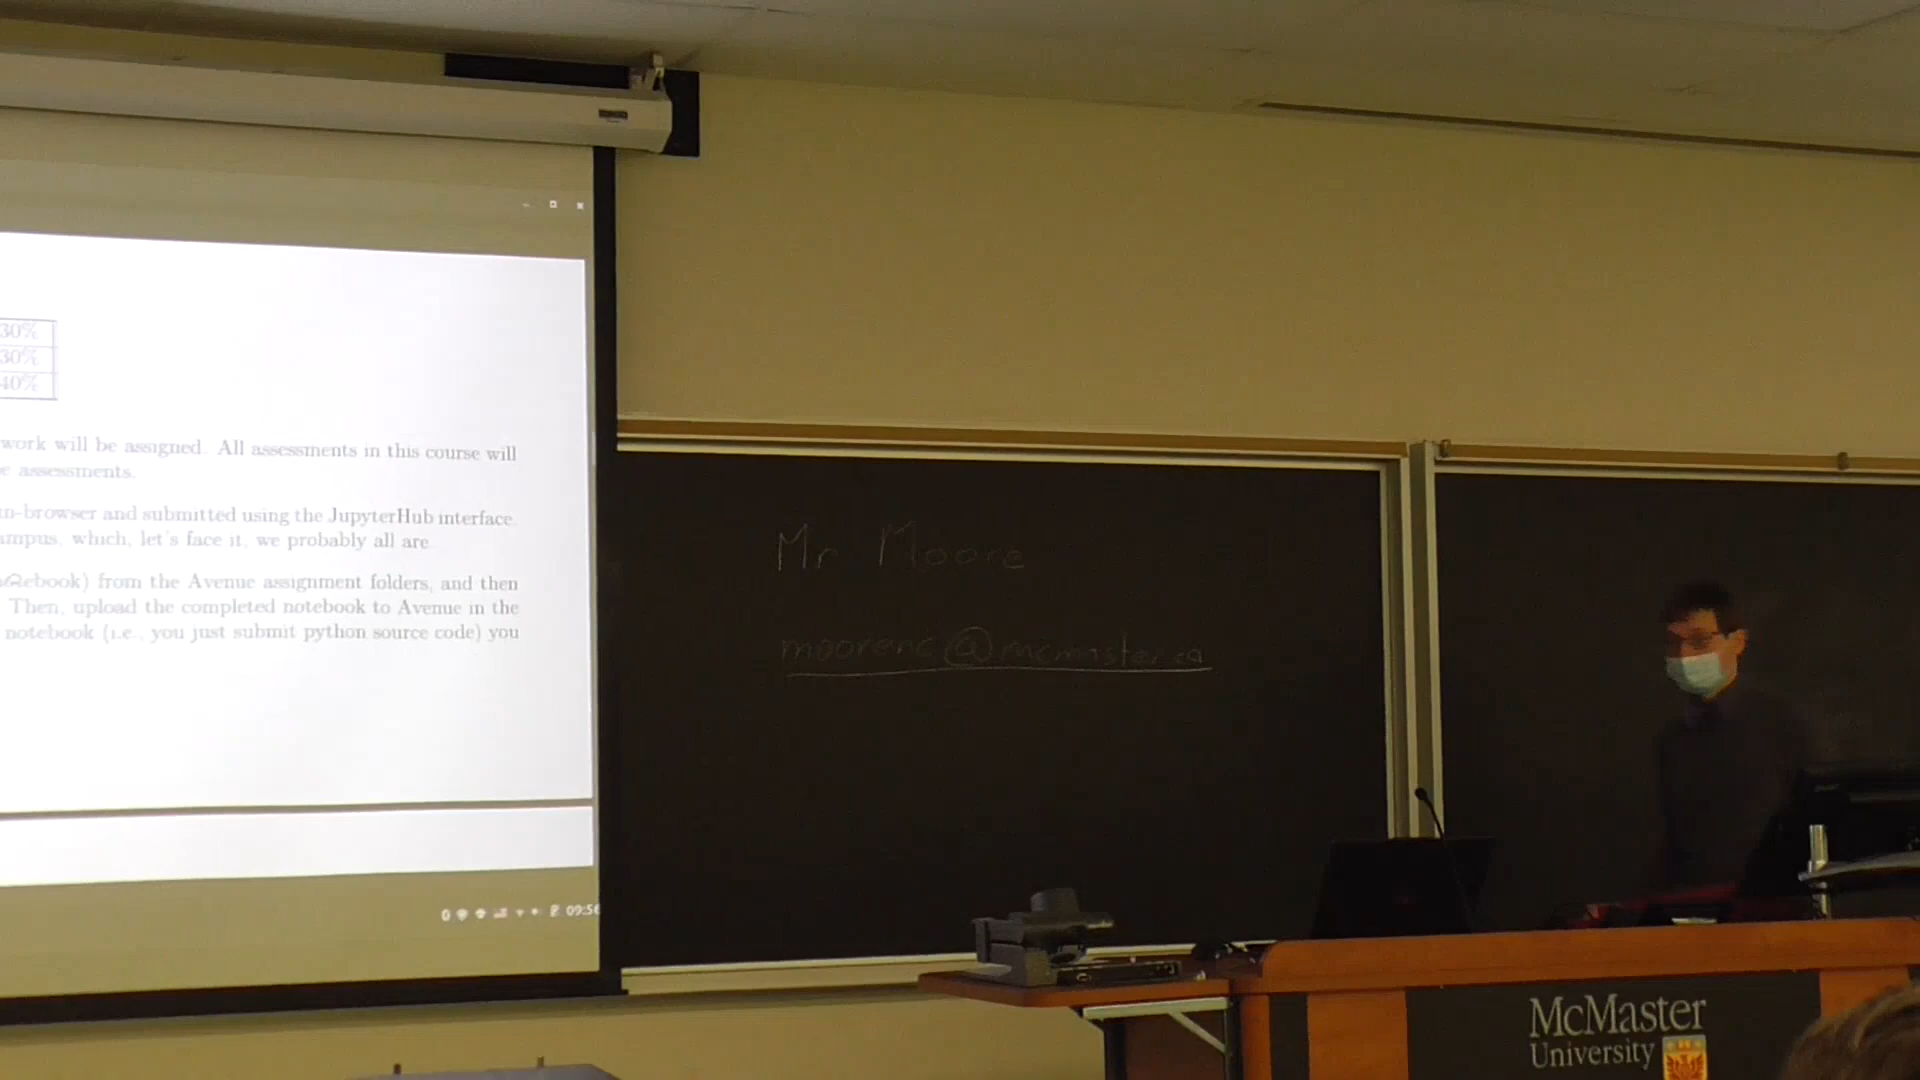 30%
30%
40%
work will be assigned. All assessments in this course will
e assessments.
n-browser and submitted using the JupyterHub interface.
mpus, which, let's face it, we probably all are.
ebook) from the Avenue assignment folders, and then
Then, upload the completed notebook to Avenue in the
notebook (i.e., you just submit python source code) you
09:56
Mr Moore
moorenc@mcmaster.ca
McMaster
University